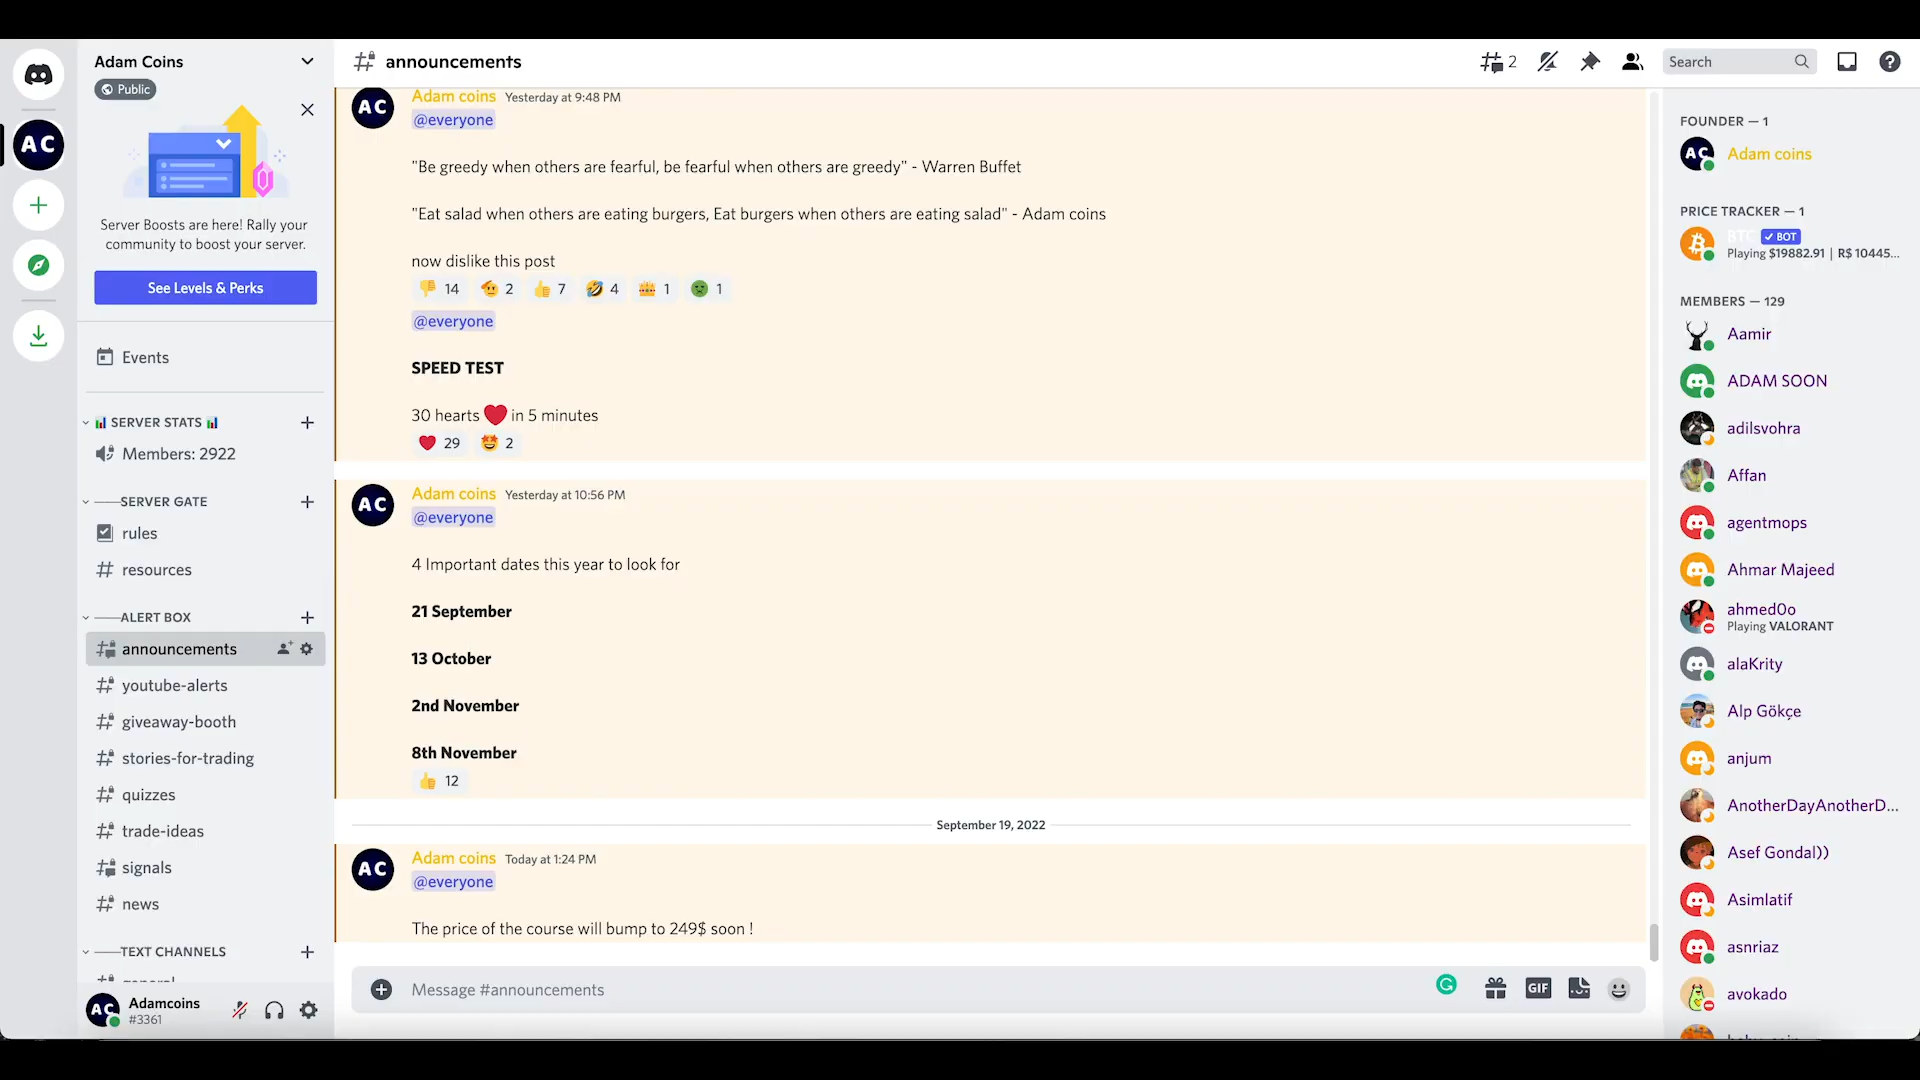 Adam Coins
Public
Server Boosts are here! Rally your
community to boost your server.
See Levels & Perks
Events
SERVER STATS
Members: 2922
——SERVER GATE
rules
resources
——ALERT BOX
announcements
youtube-alerts
giveaway-booth
stories-for-trading
quizzes
trade-ideas
signals
news
——TEXT CHANNELS
AC
Adamcoins
#3361
announcements
2
Search
AC
Adam coins Yesterday at 9:48 PM
@everyone
"Be greedy when others are fearful, be fearful when others are greedy" - Warren Buffet
"Eat salad when others are eating burgers, Eat burgers when others are eating salad" - Adam coins
now dislike this post
14 2 7 4 1 1
@everyone
SPEED TEST
30 hearts ❤ in 5 minutes
29 2
AC
Adam coins Yesterday at 10:56 PM
@everyone
4 Important dates this year to look for
21 September
13 October
2nd November
8th November
12
September 19, 2022
AC
Adam coins Today at 1:24 PM
@everyone
The price of the course will bump to 249$ soon !
Message #announcements
GIF
FOUNDER — 1
AC
Adam coins
PRICE TRACKER — 1
BTC BOT
Playing $19882.91 | R$ 10445...
MEMBERS — 129
Aamir
ADAM SOON
adilsvohra
Affan
agentmops
Ahmar Majeed
ahmed0o
Playing VALORANT
alaKrity
Alp Gökçe
anjum
AnotherDayAnotherD...
Asef Gondal))
Asimlatif
asnriaz
avokado